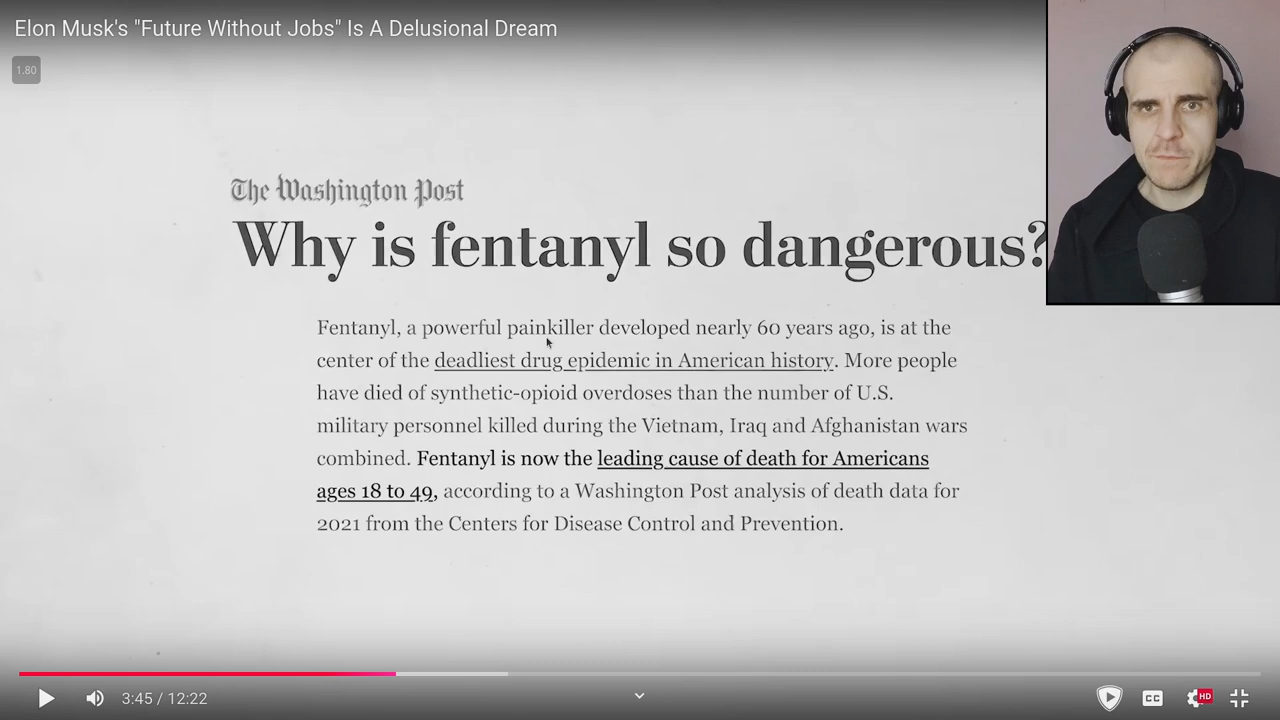 Elon Musk's "Future Without Jobs" Is A Delusional Dream
1.80
The Washington Post
Why is fentanyl so dangerous?
Fentanyl, a powerful painkiller developed nearly 60 years ago, is at the
center of the deadliest drug epidemic in American history. More people
have died of synthetic-opioid overdoses than the number of U.S.
military personnel killed during the Vietnam, Iraq and Afghanistan wars
combined. Fentanyl is now the leading cause of death for Americans
ages 18 to 49, according to a Washington Post analysis of death data for
2021 from the Centers for Disease Control and Prevention.
3:45 / 12:22
CC
HD